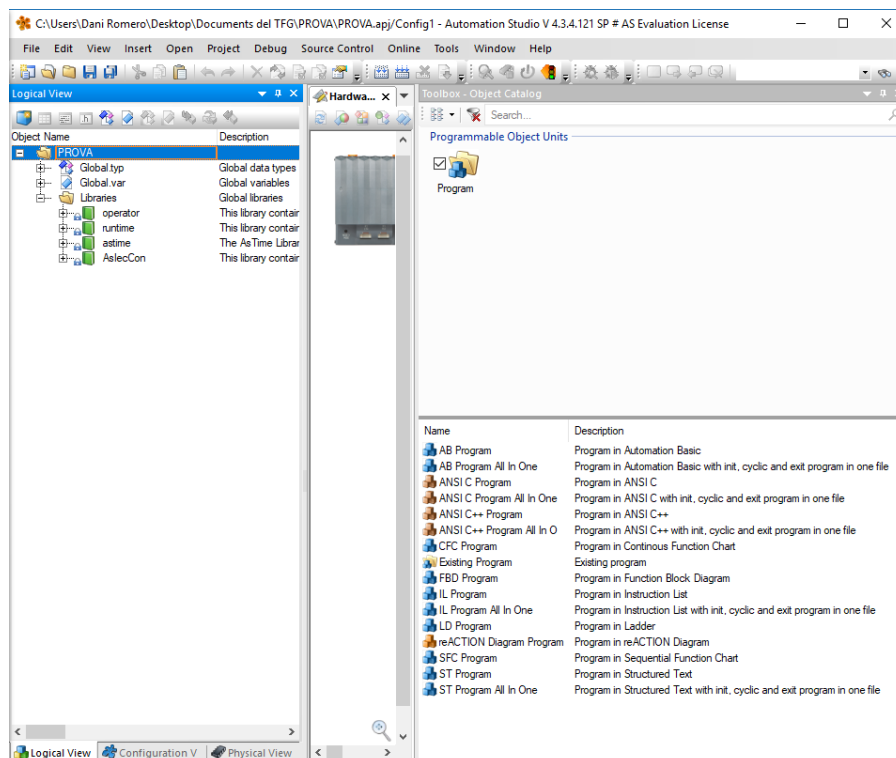 C:\Users\Dani Romero\Desktop\Documents del TFG\PROVA\PROVA.apj/Config1 - Automation Studio V 4.3.4.121 SP # AS Evaluation License
File Edit View Insert Open Project Debug Source Control Online Tools Window Help
Logical View
Object Name Description
PROVA
Global.typ Global data types
Global.var Global variables
Libraries Global libraries
operator This library contair
runtime This library contair
astime The AsTime Librar
AsIecCon This library contair
Logical View Configuration V Physical View
Hardwa...
Toolbox - Object Catalog
Search...
Programmable Object Units
Program
Name Description
AB Program Program in Automation Basic
AB Program All In One Program in Automation Basic with init, cyclic and exit program in one file
ANSI C Program Program in ANSI C
ANSI C Program All In One Program in ANSI C with init, cyclic and exit program in one file
ANSI C++ Program Program in ANSI C++
ANSI C++ Program All In O Program in ANSI C++ with init, cyclic and exit program in one file
CFC Program Program in Continous Function Chart
Existing Program Existing program
FBD Program Program in Function Block Diagram
IL Program Program in Instruction List
IL Program All In One Program in Instruction List with init, cyclic and exit program in one file
LD Program Program in Ladder
reACTION Diagram Program Program in reACTION Diagram
SFC Program Program in Sequential Function Chart
ST Program Program in Structured Text
ST Program All In One Program in Structured Text with init, cyclic and exit program in one file